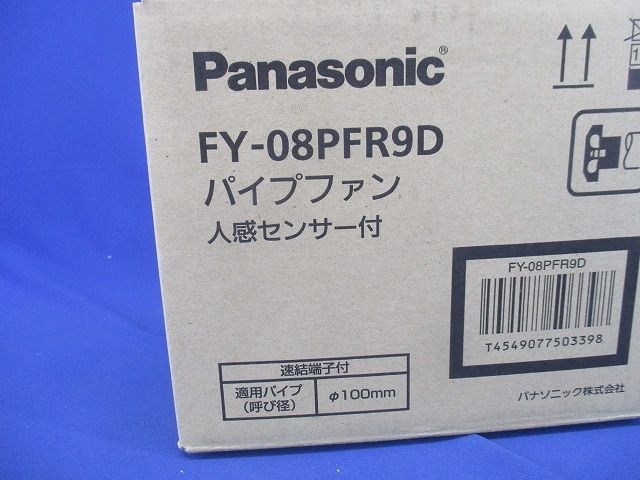 Panasonic®
FY-08PFR9D
パイプファン
人感センサー付
FY-08PFR9D
T4549077503398
速結端子付
適用パイプ
(呼び径)
φ100mm
パナソニック株式会社